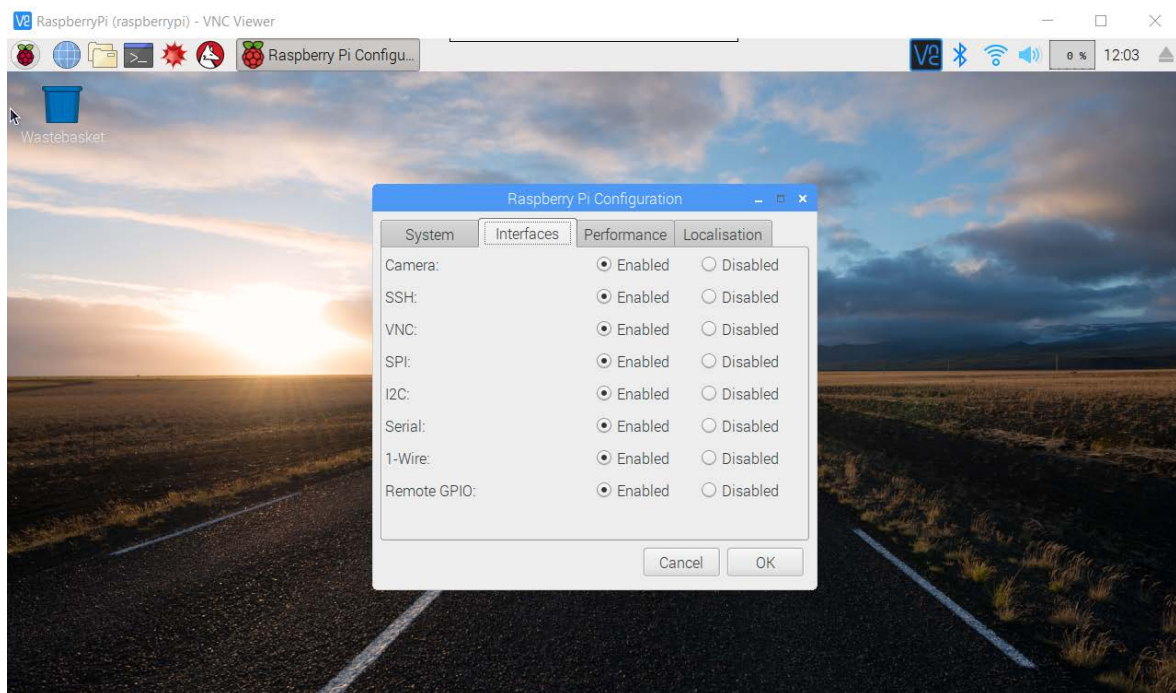 RaspberryPi (raspberrypi) - VNC Viewer
Raspberry Pi Configu...
0 %
12:03
Wastebasket
Raspberry Pi Configuration
System Interfaces Performance Localisation
Camera: Enabled Disabled
SSH: Enabled Disabled
VNC: Enabled Disabled
SPI: Enabled Disabled
I2C: Enabled Disabled
Serial: Enabled Disabled
1-Wire: Enabled Disabled
Remote GPIO: Enabled Disabled
Cancel OK